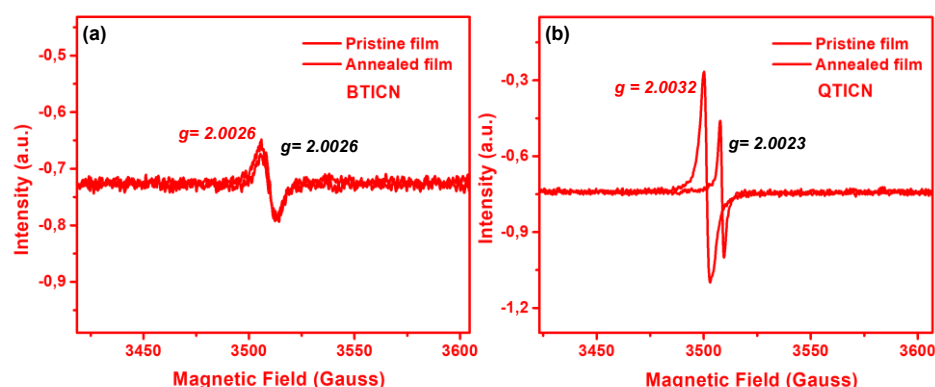 (a)
Pristine film
Annealed film
BTICN
g= 2.0026
g= 2.0026
-0,5
-0,6
-0,7
-0,8
-0,9
Intensity (a.u.)
3450
3500
3550
3600
Magnetic Field (Gauss)
(b)
Pristine film
Annealed film
QTICN
g= 2.0032
g= 2.0023
-0,3
-0,6
-0,9
-1,2
Intensity (a.u.)
3450
3500
3550
3600
Magnetic Field (Gauss)